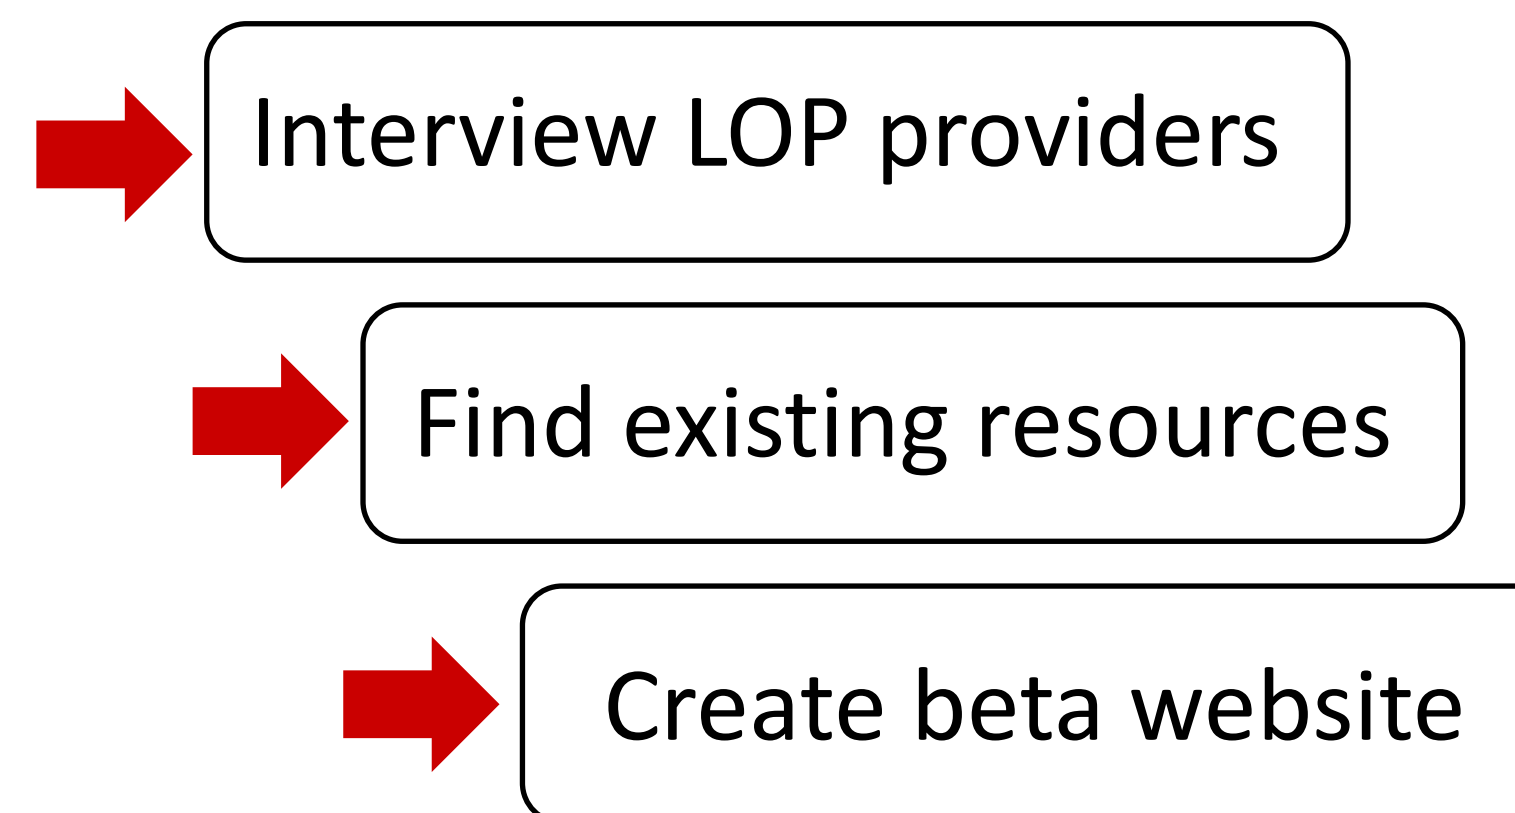 Interview LOP providers
Find existing resources
Create beta website